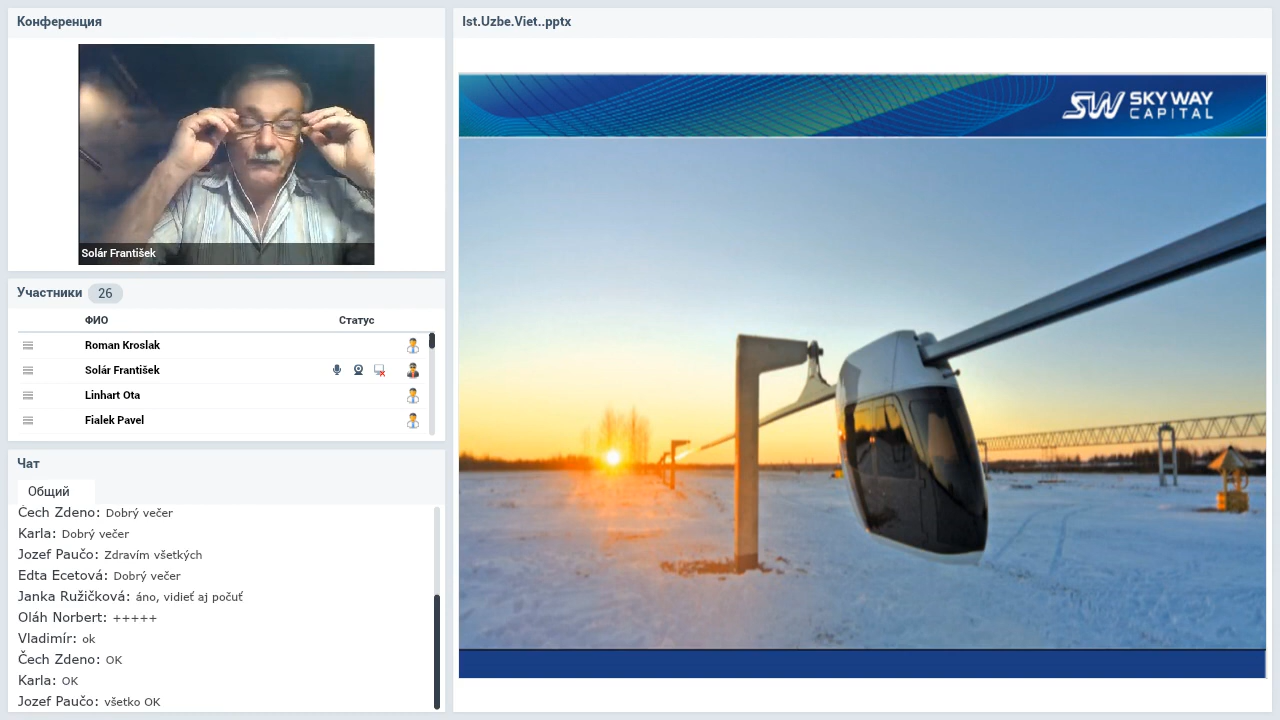 Конференция
Solár František
Участники 26
ФИО Статус
Roman Kroslak
Solár František
Linhart Ota
Fialek Pavel
Чат
Общий
Čech Zdeno: Dobrý večer
Karla: Dobrý večer
Jozef Paučo: Zdravím všetkých
Edta Ecetová: Dobrý večer
Janka Ružičková: áno, vidieť aj počuť
Oláh Norbert: +++++
Vladimír: ok
Čech Zdeno: OK
Karla: OK
Jozef Paučo: všetko OK
Ist.Uzbe.Viet..pptx
SW SKY WAY
CAPITAL